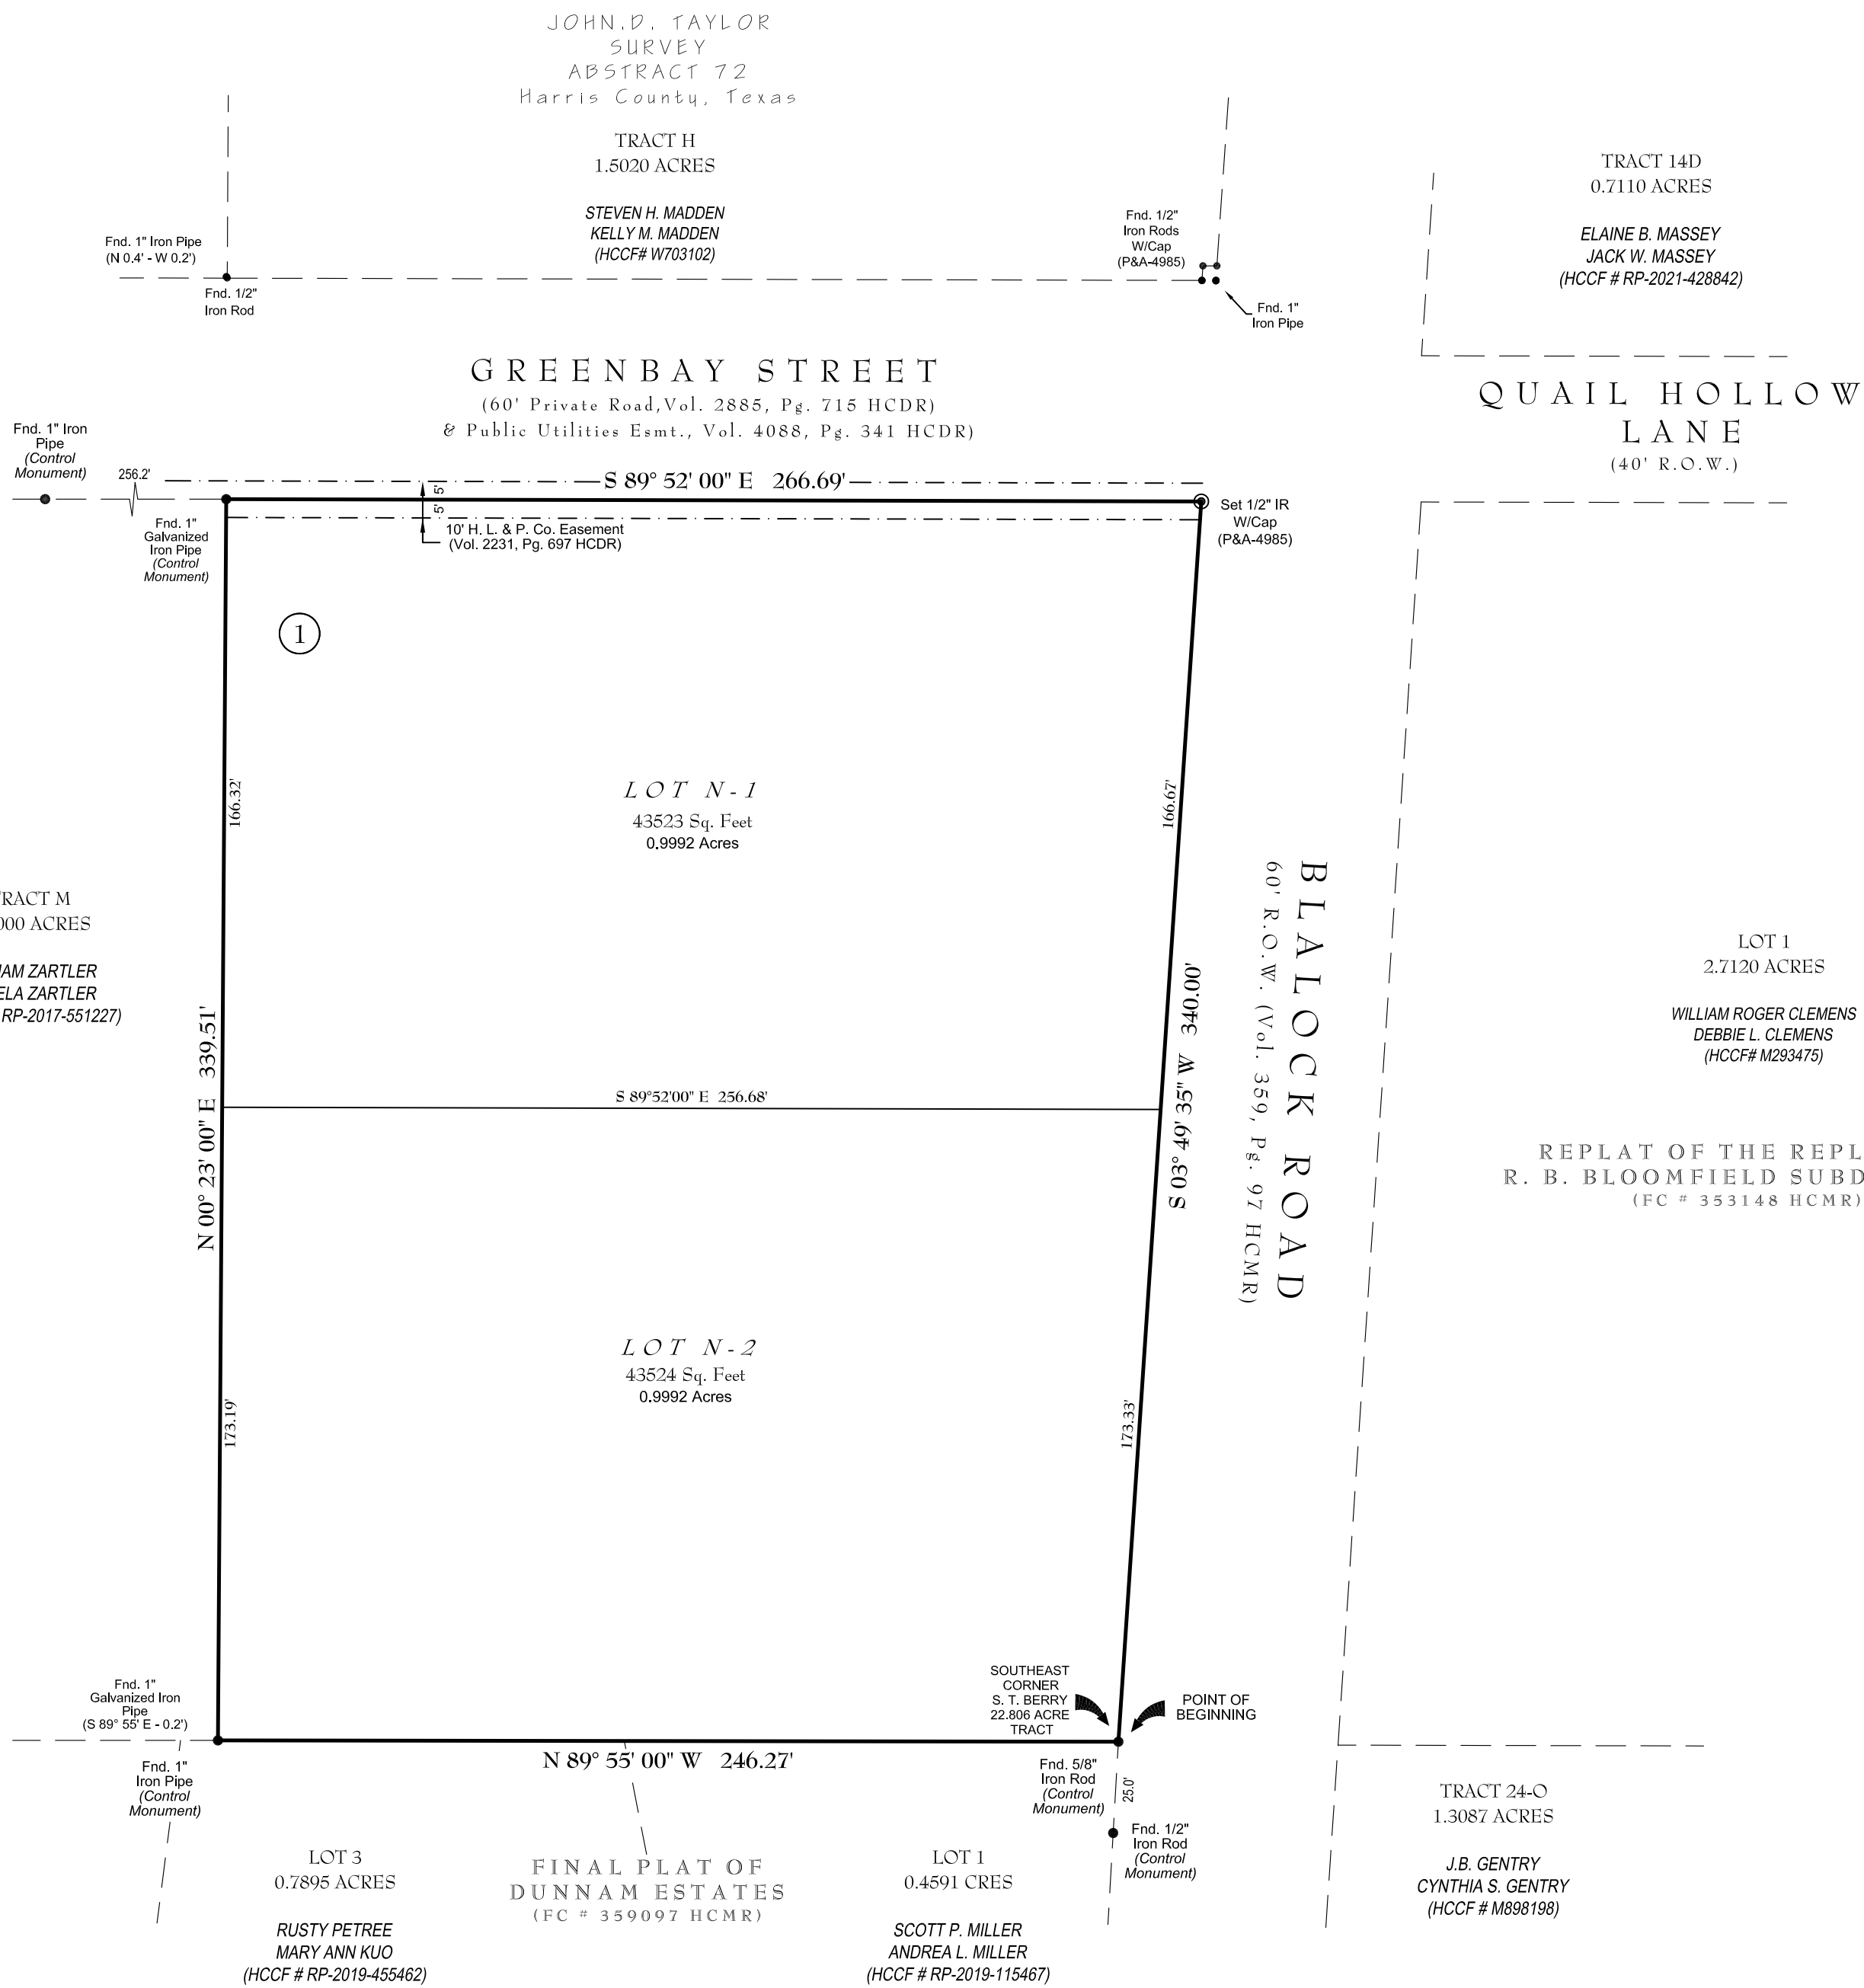 JOHN.D. TAYLOR
SURVEY
ABSTRACT 72
Harris County, Texas
TRACT H
1.5020 ACRES
STEVEN H. MADDEN
KELLY M. MADDEN
(HCCF# W703102)
TRACT 14D
0.7110 ACRES
ELAINE B. MASSEY
JACK W. MASSEY
(HCCF # RP-2021-428842)
Fnd. 1" Iron Pipe
(N 0.4' - W 0.2')
Fnd. 1/2"
Iron Rod
Fnd. 1/2"
Iron Rods
W/Cap
(P&A-4985)
Fnd. 1"
Iron Pipe
GREENBAY STREET
(60' Private Road,Vol. 2885, Pg. 715 HCDR)
& Public Utilities Esmt., Vol. 4088, Pg. 341 HCDR)
QUAIL HOLLOW
LANE
(40' R.O.W.)
Fnd. 1" Iron
Pipe
(Control
Monument)
256.2'
S 89° 52' 00" E 266.69'
5'
5'
10' H. L. & P. Co. Easement
(Vol. 2231, Pg. 697 HCDR)
Fnd. 1"
Galvanized
Iron Pipe
(Control
Monument)
Set 1/2" IR
W/Cap
(P&A-4985)
1
LOT N-1
43523 Sq. Feet
0.9992 Acres
166.32'
166.67'
RACT M
000 ACRES
IAM ZARTLER
ELA ZARTLER
RP-2017-551227)
N 00° 23' 00" E 339.51'
S 03° 49' 35" W 340.00'
BLALOCK ROAD
60' R.O.W. (Vol. 359, Pg. 97 HCMR)
LOT 1
2.7120 ACRES
WILLIAM ROGER CLEMENS
DEBBIE L. CLEMENS
(HCCF# M293475)
S 89°52'00" E 256.68'
REPLAT OF THE REPL
R. B. BLOOMFIELD SUBD
(FC # 353148 HCMR)
LOT N-2
43524 Sq. Feet
0.9992 Acres
173.19'
173.33'
Fnd. 1"
Galvanized Iron
Pipe
(S 89° 55' E - 0.2')
Fnd. 1"
Iron Pipe
(Control
Monument)
SOUTHEAST
CORNER
S. T. BERRY
22.806 ACRE
TRACT
POINT OF
BEGINNING
N 89° 55' 00" W 246.27'
Fnd. 5/8"
Iron Rod
(Control
Monument)
25.0'
Fnd. 1/2"
Iron Rod
(Control
Monument)
TRACT 24-O
1.3087 ACRES
J.B. GENTRY
CYNTHIA S. GENTRY
(HCCF # M898198)
LOT 3
0.7895 ACRES
RUSTY PETREE
MARY ANN KUO
(HCCF # RP-2019-455462)
FINAL PLAT OF
DUNNAM ESTATES
(FC # 359097 HCMR)
LOT 1
0.4591 CRES
SCOTT P. MILLER
ANDREA L. MILLER
(HCCF # RP-2019-115467)